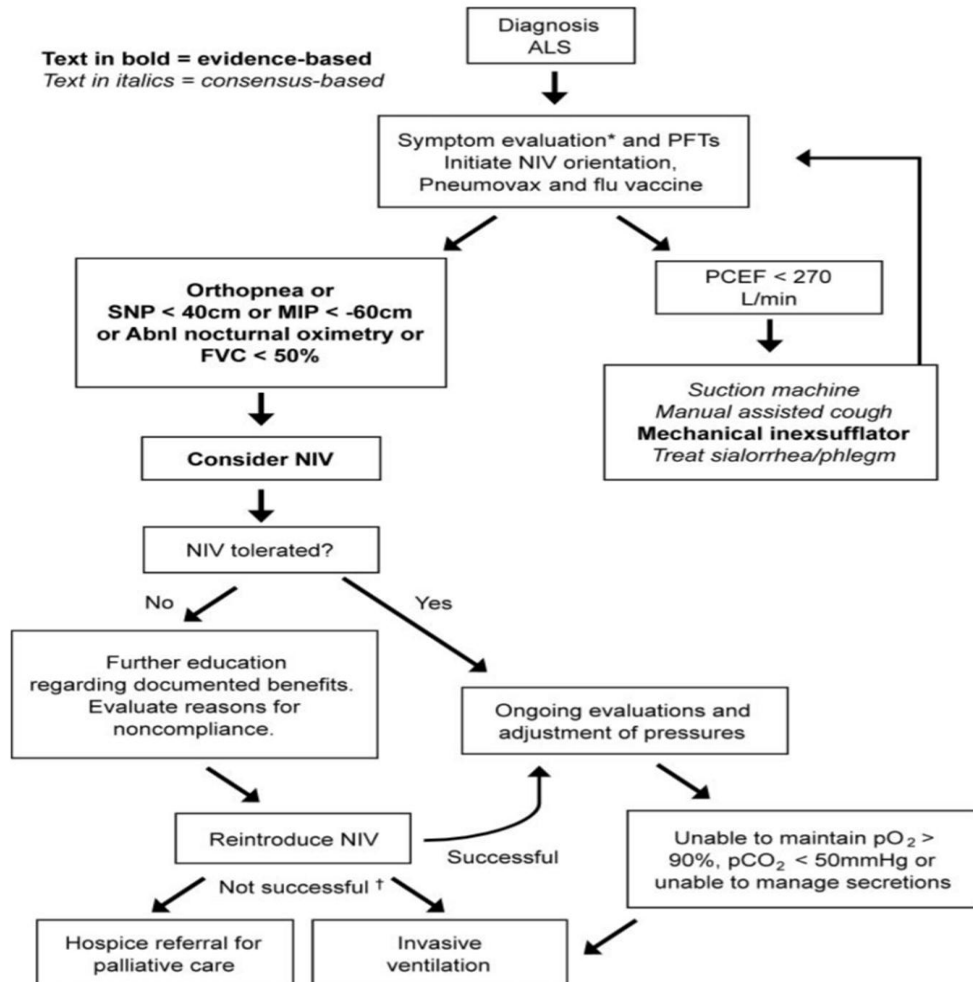 Diagnosis
ALS
Text in bold = evidence-based
Text in italics = consensus-based
Symptom evaluation* and PFTs
Initiate NIV orientation,
Pneumovax and flu vaccine
Orthopnea or
SNP < 40cm or MIP < -60cm
or Abnl nocturnal oximetry or
FVC < 50%
PCEF < 270
L/min
Suction machine
Manual assisted cough
Mechanical inexsufflator
Treat sialorrhea/phlegm
Consider NIV
NIV tolerated?
No
Yes
Further education
regarding documented benefits.
Evaluate reasons for
noncompliance.
Ongoing evaluations and
adjustment of pressures
Reintroduce NIV
Successful
Unable to maintain pO₂ >
90%, pCO₂ < 50mmHg or
unable to manage secretions
Not successful †
Hospice referral for
palliative care
Invasive
ventilation